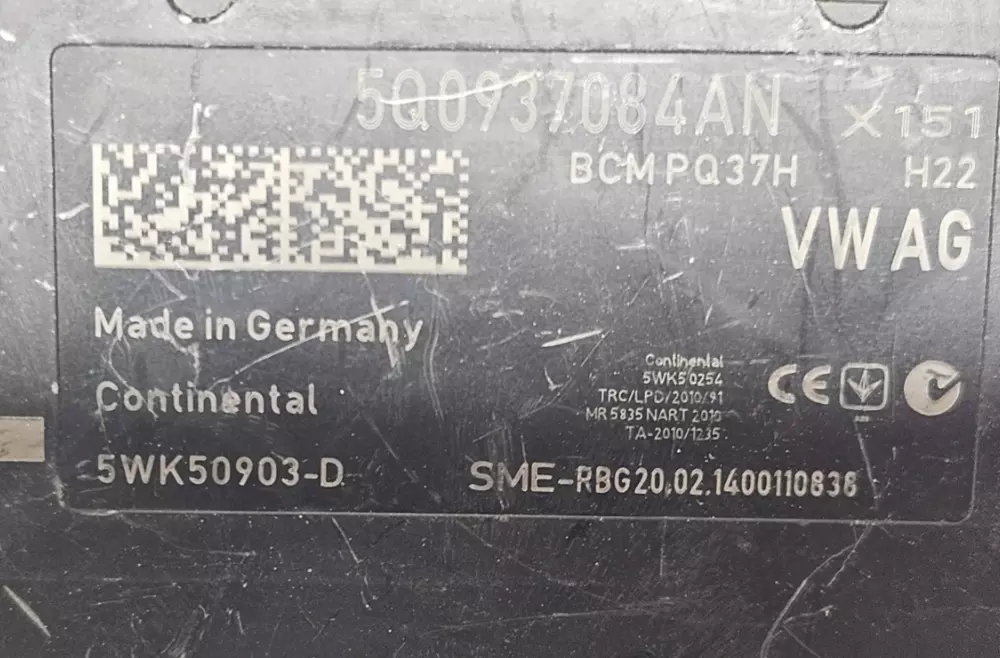 5Q0937084AN X151
BCM PQ37H H22
VW AG
Made in Germany
Continental
Continental
5WK50254
TRC/LPD/2010/91
MR 5835 NART 2010
TA-2010/1235
CE
5WK50903-D
SME-RBG20.02.1400110838